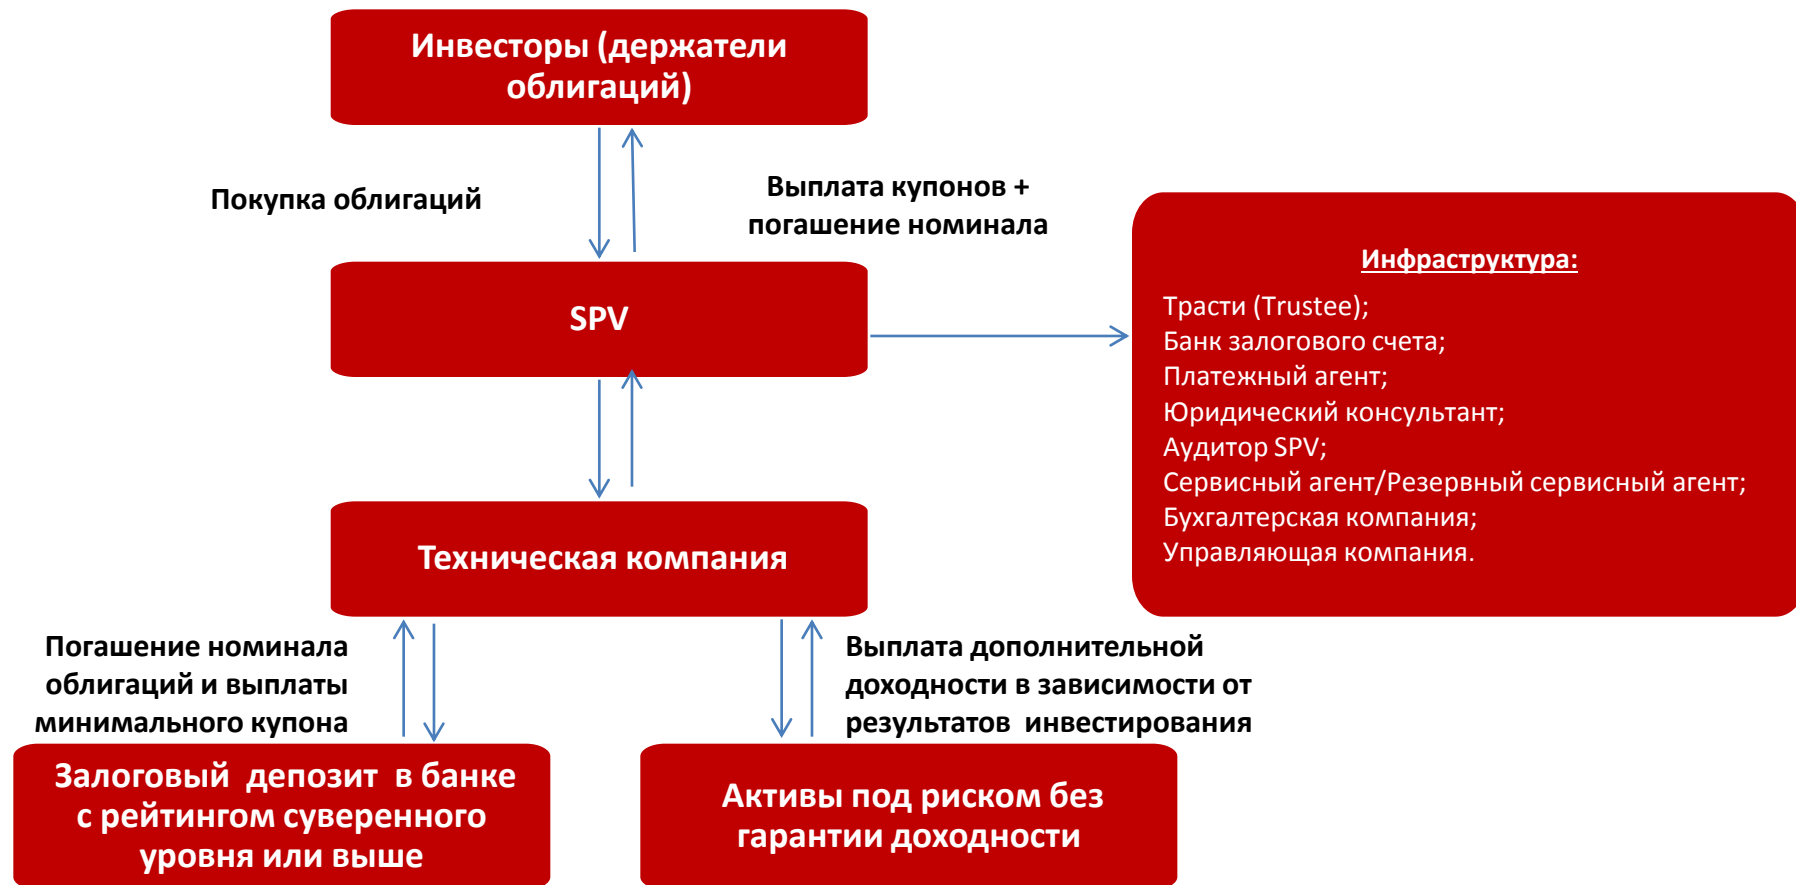 Инвесторы (держатели
облигаций)
Покупка облигаций
Выплата купонов +
погашение номинала
SPV
Инфраструктура:
Трасти (Trustee);
Банк залогового счета;
Платежный агент;
Юридический консультант;
Аудитор SPV;
Сервисный агент/Резервный сервисный агент;
Бухгалтерская компания;
Управляющая компания.
Техническая компания
Погашение номинала
облигаций и выплаты
минимального купона
Выплата дополнительной
доходности в зависимости от
результатов инвестирования
Залоговый депозит в банке
с рейтингом суверенного
уровня или выше
Активы под риском без
гарантии доходности